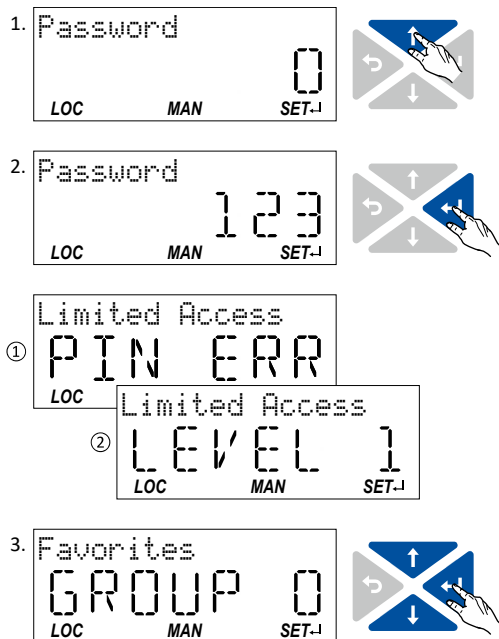 1. Password
0
LOC MAN SET↵
2. Password
123
LOC MAN SET↵
Limited Access
① PIN ERR
LOC
Limited Access
② LEVEL 1
LOC MAN SET↵
3. Favorites
GROUP 0
LOC MAN SET↵